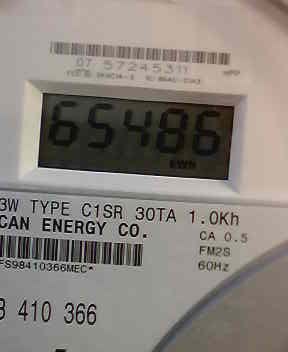 07 57245311
65486
KWH
3W TYPE C1SR 30TA 1.0Kh
CAN ENERGY CO.
CA 0.5
FM2S
FS98410366MEC*
60Hz
410 366